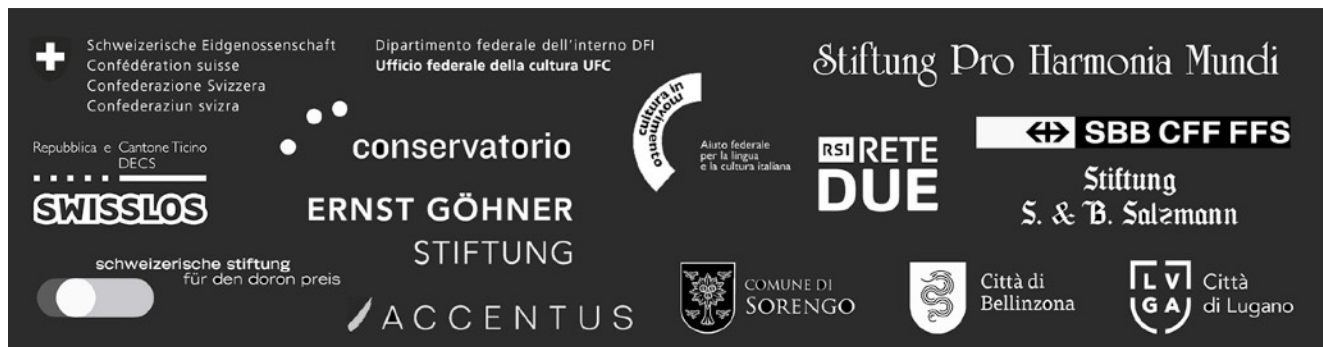 Schweizerische Eidgenossenschaft
Confédération suisse
Confederazione Svizzera
Confederaziun svizra
Dipartimento federale dell'interno DFI
Ufficio federale della cultura UFC
Stiftung Pro Harmonia Mundi
Repubblica e Cantone Ticino
DECS
SWISSLOS
conservatorio
cultura in
movimento
Aiuto federale
per la lingua
e la cultura italiana
RSI RETE
DUE
SBB CFF FFS
ERNST GÖHNER
STIFTUNG
Stiftung
S. & B. Salzmann
schweizerische stiftung
für den doron preis
ACCENTUS
COMUNE DI
SORENGO
Città di
Bellinzona
LV
GA
Città
di Lugano